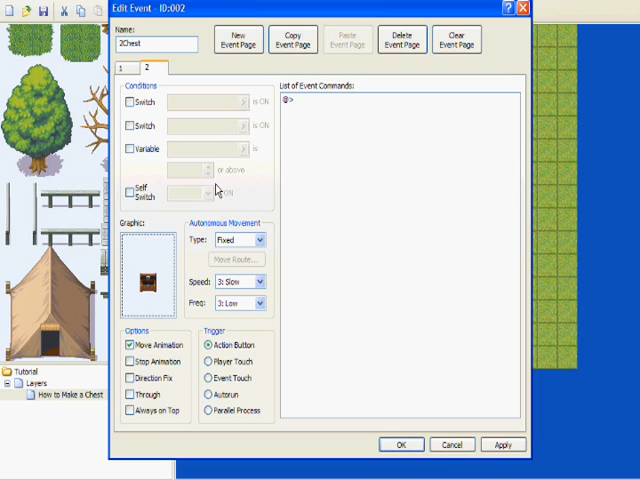 Edit Event - ID:002
Name:
2Chest
New Event Page
Copy Event Page
Paste Event Page
Delete Event Page
Clear Event Page
1
2
Conditions
Switch
is ON
Switch
is ON
Variable
is
or above
Self Switch
ON
Graphic:
Autonomous Movement
Type:
Fixed
Move Route...
Speed:
3: Slow
Freq:
3: Low
Options
Move Animation
Stop Animation
Direction Fix
Through
Always on Top
Trigger
Action Button
Player Touch
Event Touch
Autorun
Parallel Process
List of Event Commands:
@>
OK
Cancel
Apply
Tutorial
Layers
How to Make a Chest